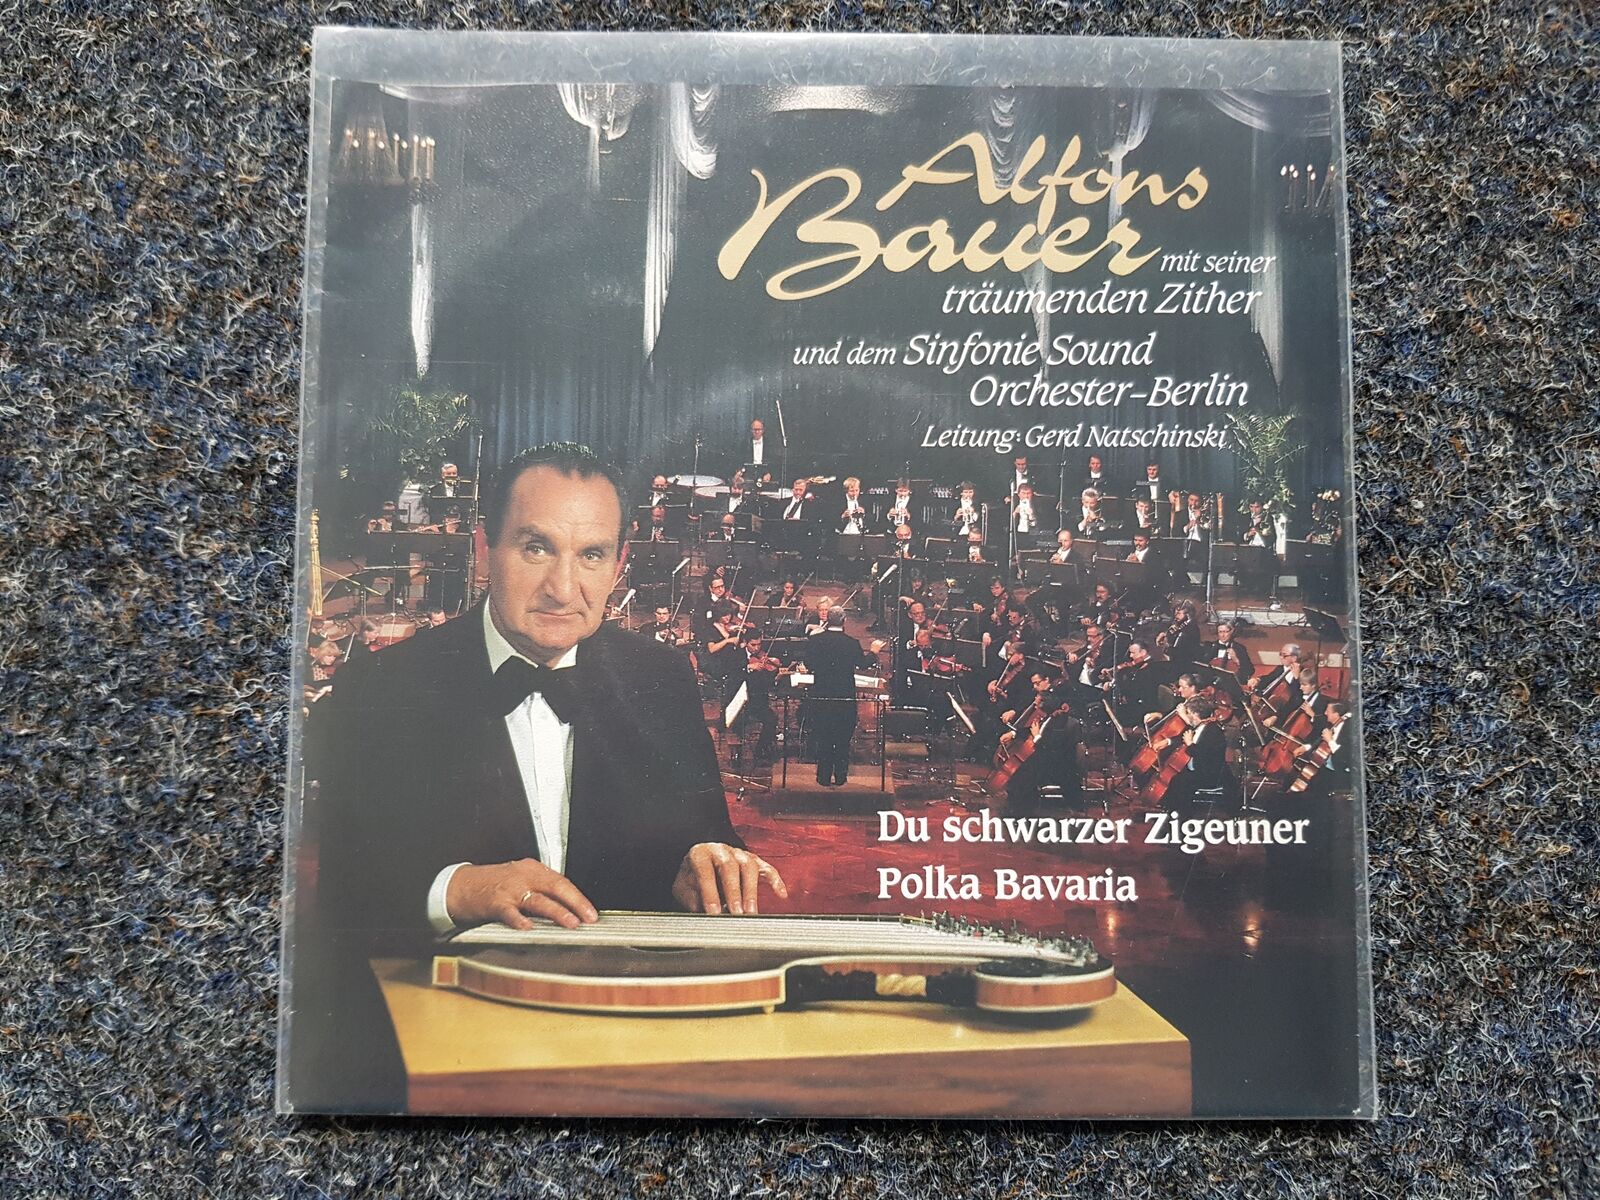 Alfons
Bauer mit seiner
träumenden Zither
und dem Sinfonie Sound
Orchester-Berlin
Leitung: Gerd Natschinski
Du schwarzer Zigeuner
Polka Bavaria